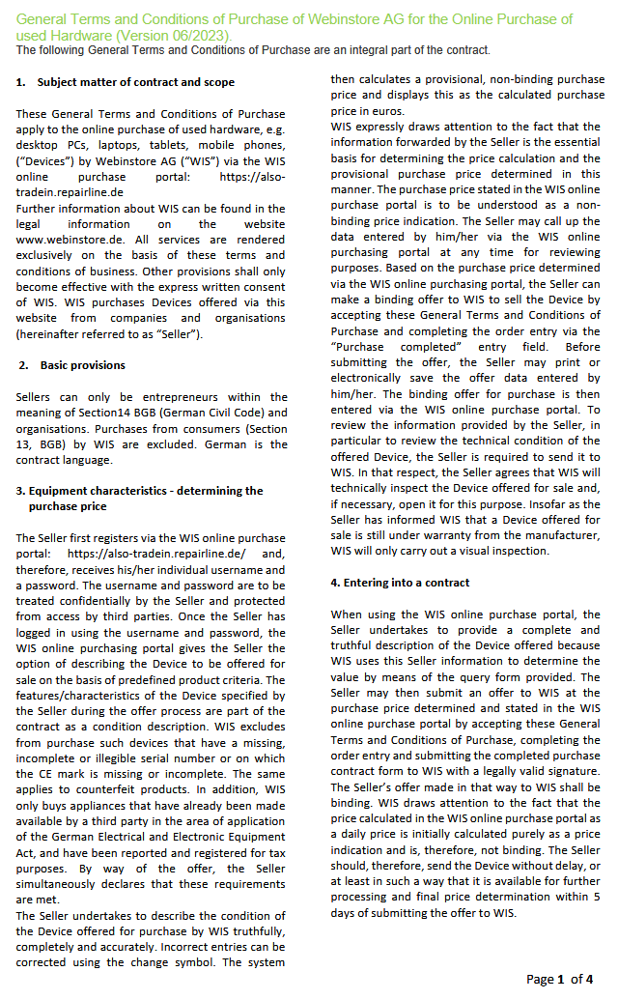 General Terms and Conditions of Purchase of Webinstore AG for the Online Purchase of
used Hardware (Version 06/2023).
The following General Terms and Conditions of Purchase are an integral part of the contract.
1. Subject matter of contract and scope
These General Terms and Conditions of Purchase
apply to the online purchase of used hardware, e.g.
desktop PCs, laptops, tablets, mobile phones,
("Devices") by Webinstore AG ("WIS") via the WIS
online purchase portal: https://also-
tradein.repairline.de
Further information about WIS can be found in the
legal information on the website
www.webinstore.de. All services are rendered
exclusively on the basis of these terms and
conditions of business. Other provisions shall only
become effective with the express written consent
of WIS. WIS purchases Devices offered via this
website from companies and organisations
(hereinafter referred to as "Seller").
2. Basic provisions
Sellers can only be entrepreneurs within the
meaning of Section14 BGB (German Civil Code) and
organisations. Purchases from consumers (Section
13, BGB) by WIS are excluded. German is the
contract language.
3. Equipment characteristics - determining the
purchase price
The Seller first registers via the WIS online purchase
portal: https://also-tradein.repairline.de/ and,
therefore, receives his/her individual username and
a password. The username and password are to be
treated confidentially by the Seller and protected
from access by third parties. Once the Seller has
logged in using the username and password, the
WIS online purchasing portal gives the Seller the
option of describing the Device to be offered for
sale on the basis of predefined product criteria. The
features/characteristics of the Device specified by
the Seller during the offer process are part of the
contract as a condition description. WIS excludes
from purchase such devices that have a missing,
incomplete or illegible serial number or on which
the CE mark is missing or incomplete. The same
applies to counterfeit products. In addition, WIS
only buys appliances that have already been made
available by a third party in the area of application
of the German Electrical and Electronic Equipment
Act, and have been reported and registered for tax
purposes. By way of the offer, the Seller
simultaneously declares that these requirements
are met.
The Seller undertakes to describe the condition of
the Device offered for purchase by WIS truthfully,
completely and accurately. Incorrect entries can be
corrected using the change symbol. The system
then calculates a provisional, non-binding purchase
price and displays this as the calculated purchase
price in euros.
WIS expressly draws attention to the fact that the
information forwarded by the Seller is the essential
basis for determining the price calculation and the
provisional purchase price determined in this
manner. The purchase price stated in the WIS online
purchase portal is to be understood as a non-
binding price indication. The Seller may call up the
data entered by him/her via the WIS online
purchasing portal at any time for reviewing
purposes. Based on the purchase price determined
via the WIS online purchasing portal, the Seller can
make a binding offer to WIS to sell the Device by
accepting these General Terms and Conditions of
Purchase and completing the order entry via the
"Purchase completed" entry field. Before
submitting the offer, the Seller may print or
electronically save the offer data entered by
him/her. The binding offer for purchase is then
entered via the WIS online purchase portal. To
review the information provided by the Seller, in
particular to review the technical condition of the
offered Device, the Seller is required to send it to
WIS. In that respect, the Seller agrees that WIS will
technically inspect the Device offered for sale and,
if necessary, open it for this purpose. Insofar as the
Seller has informed WIS that a Device offered for
sale is still under warranty from the manufacturer,
WIS will only carry out a visual inspection.
4. Entering into a contract
When using the WIS online purchase portal, the
Seller undertakes to provide a complete and
truthful description of the Device offered because
WIS uses this Seller information to determine the
value by means of the query form provided. The
Seller may then submit an offer to WIS at the
purchase price determined and stated in the WIS
online purchase portal by accepting these General
Terms and Conditions of Purchase, completing the
order entry and submitting the completed purchase
contract form to WIS with a legally valid signature.
The Seller's offer made in that way to WIS shall be
binding. WIS draws attention to the fact that the
price calculated in the WIS online purchase portal as
a daily price is initially calculated purely as a price
indication and is, therefore, not binding. The Seller
should, therefore, send the Device without delay, or
at least in such a way that it is available for further
processing and final price determination within 5
days of submitting the offer to WIS.
Page 1 of 4